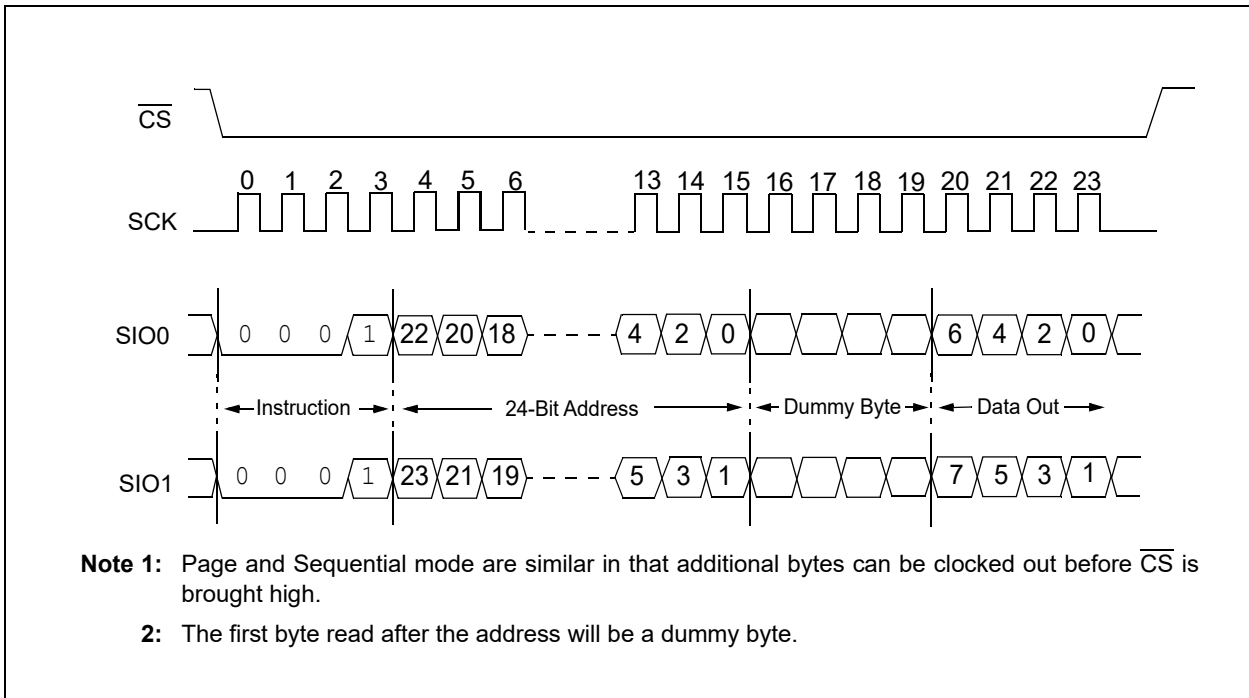 CS
0 1 2 3 4 5 6 13 14 15 16 17 18 19 20 21 22 23
SCK
SIO0 0 0 0 1 22 20 18 4 2 0 6 4 2 0
Instruction 24-Bit Address Dummy Byte Data Out
SIO1 0 0 0 1 23 21 19 5 3 1 7 5 3 1
Note 1: Page and Sequential mode are similar in that additional bytes can be clocked out before CS is
brought high.
2: The first byte read after the address will be a dummy byte.